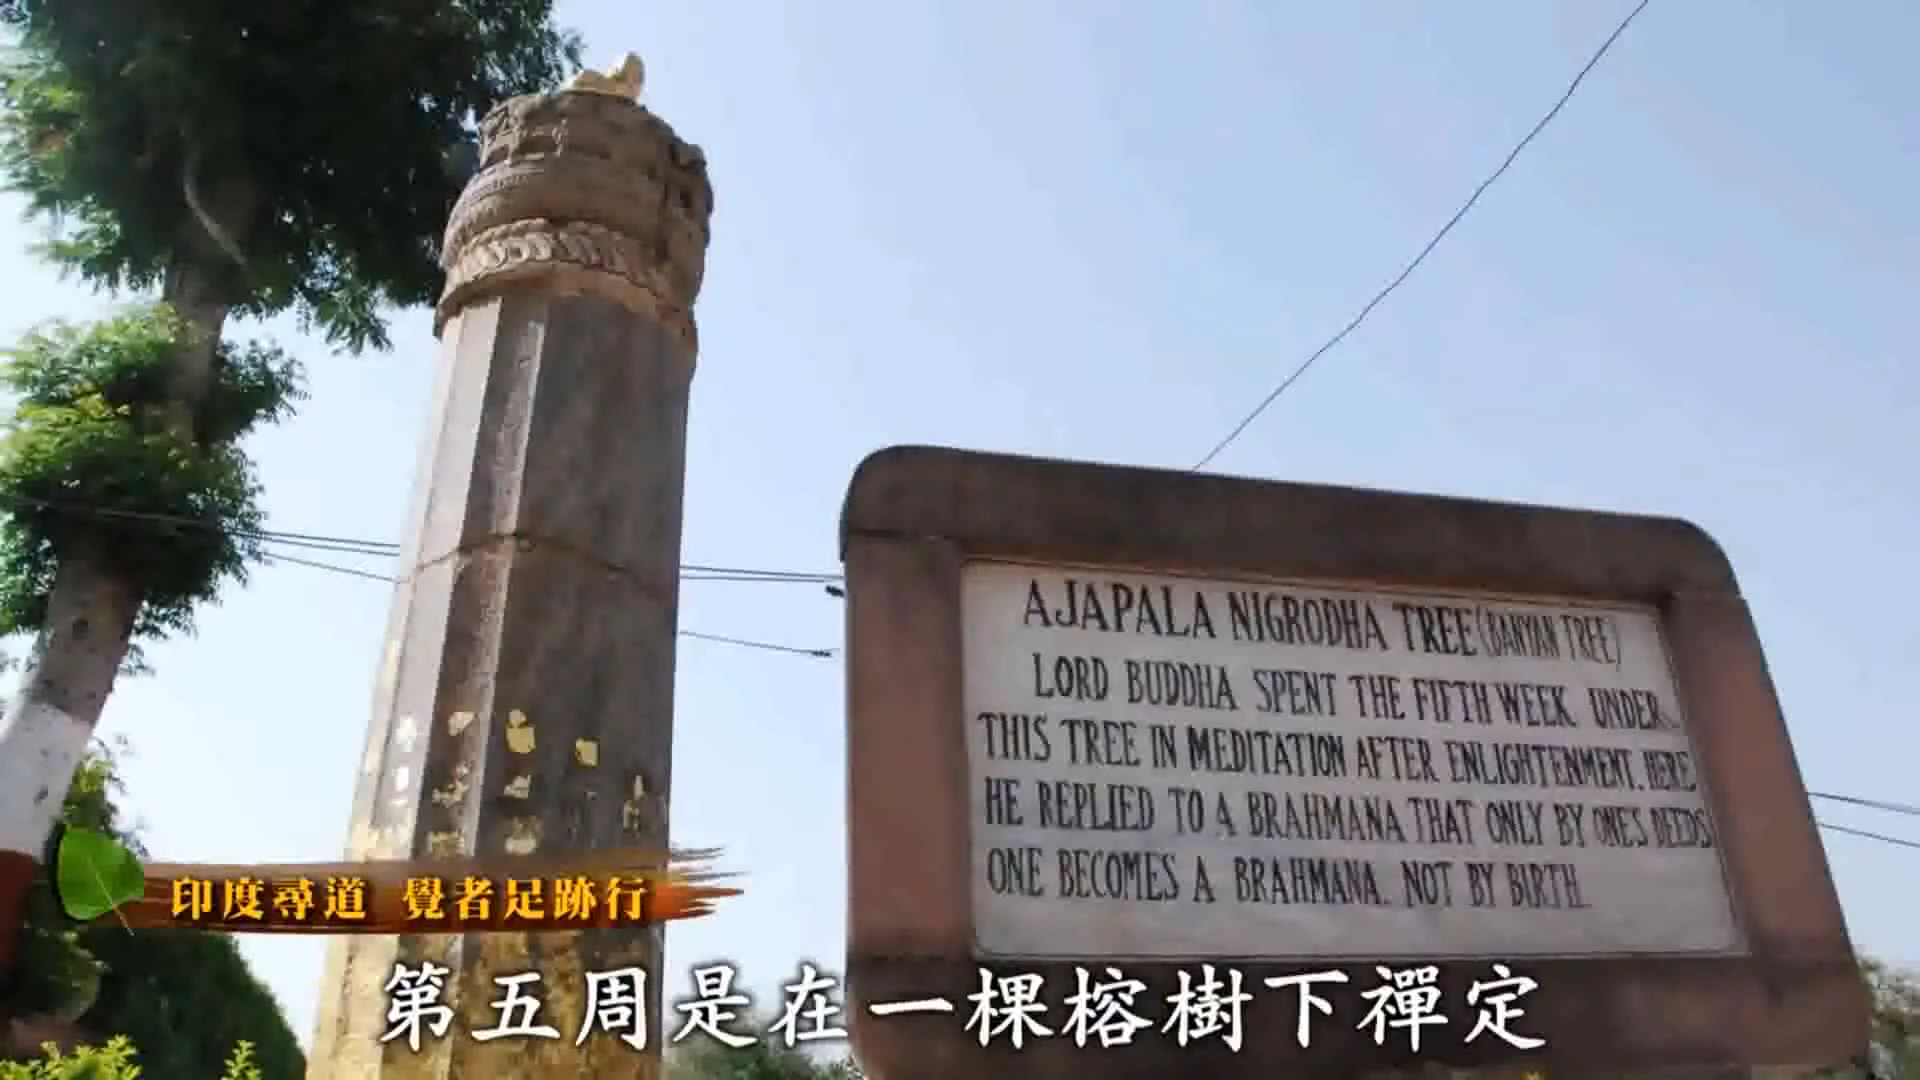 AJAPALA NIGRODHA TREE (BANYAN TREE)
LORD BUDDHA SPENT THE FIFTH WEEK UNDER
THIS TREE IN MEDITATION AFTER ENLIGHTENMENT. HERE
HE REPLIED TO A BRAHMANA THAT ONLY BY ONE'S DEEDS
ONE BECOMES A BRAHMANA. NOT BY BIRTH.
印度尋道 覺者足跡行
第五周是在一棵榕樹下禪定